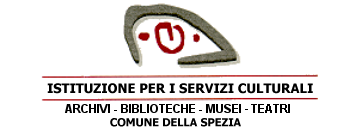 ISTITUZIONE PER I SERVIZI CULTURALI
ARCHIVI - BIBLIOTECHE - MUSEI - TEATRI
COMUNE DELLA SPEZIA